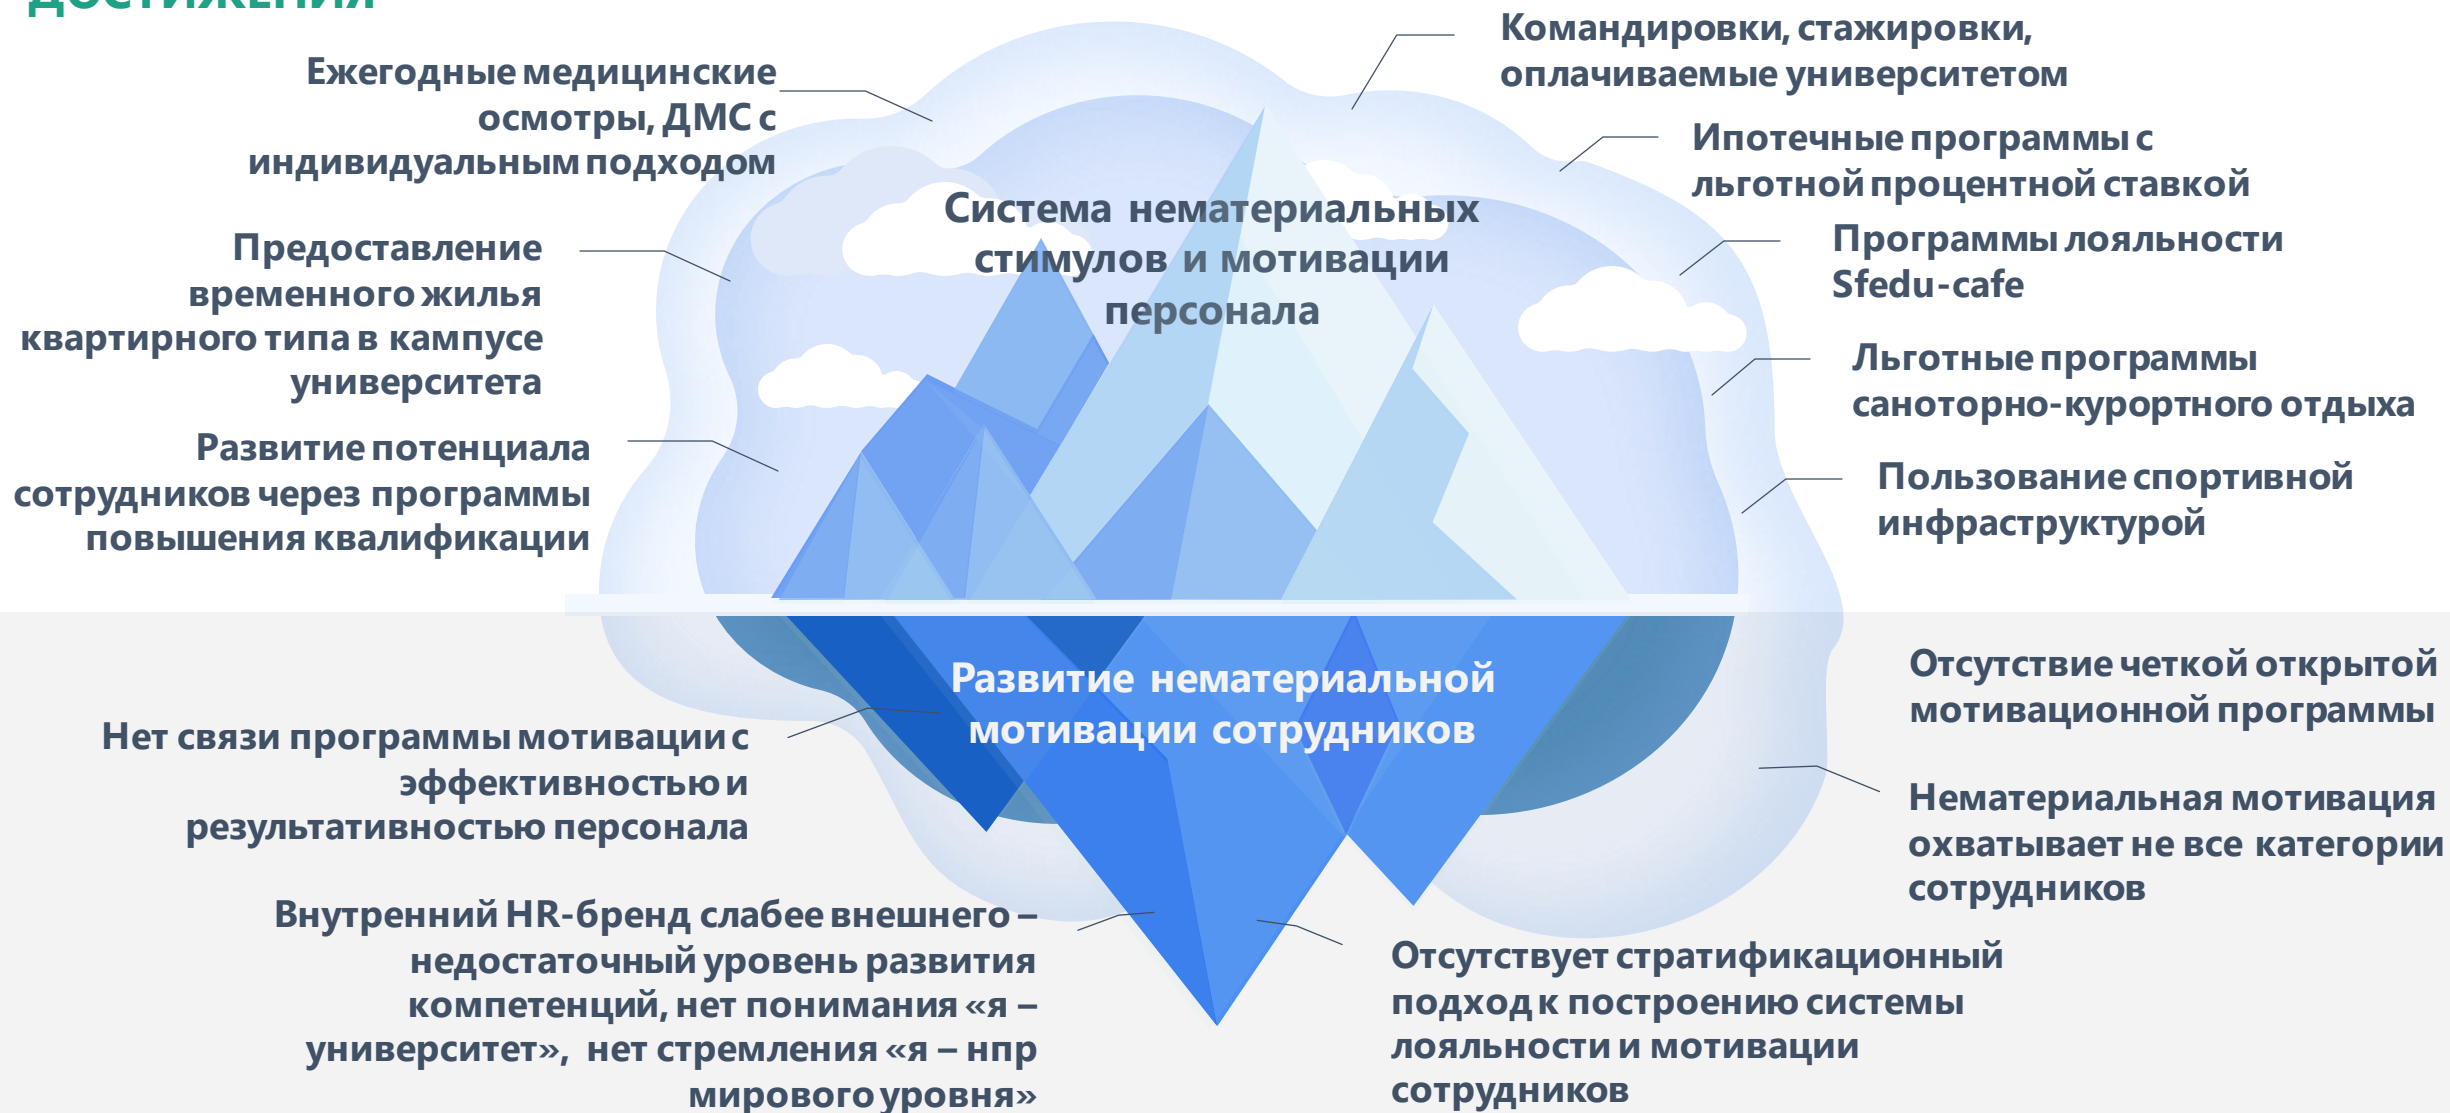 ДОСТИЖЕНИЯ
Ежегодные медицинские
осмотры, ДМС с
индивидуальным подходом
Предоставление
временного жилья
квартирного типа в кампусе
университета
Развитие потенциала
сотрудников через программы
повышения квалификации
Система нематериальных
стимулов и мотивации
персонала
Командировки, стажировки,
оплачиваемые университетом
Ипотечные программы с
льготной процентной ставкой
Программы лояльности
Sfedu-cafe
Льготные программы
саноторно-курортного отдыха
Пользование спортивной
инфраструктурой
Развитие нематериальной
мотивации сотрудников
Нет связи программы мотивации с
эффективностью и
результативностью персонала
Внутренний HR-бренд слабее внешнего –
недостаточный уровень развития
компетенций, нет понимания «я –
университет», нет стремления «я – нпр
мирового уровня»
Отсутствие четкой открытой
мотивационной программы
Нематериальная мотивация
охватывает не все категории
сотрудников
Отсутствует стратификационный
подход к построению системы
лояльности и мотивации
сотрудников